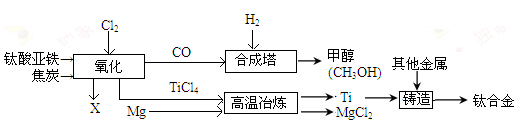 Cl₂
H₂
钛酸亚铁
焦炭
氧化
CO
合成塔
甲醇
(CH₃OH)
其他金属
X
TiCl₄
Mg
高温冶炼
Ti
MgCl₂
铸造
钛合金